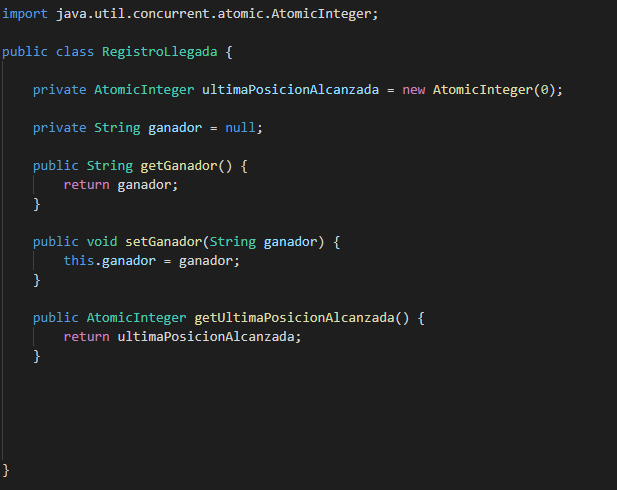 import java.util.concurrent.atomic.AtomicInteger;
public class RegistroLlegada {
private AtomicInteger ultimaPosicionAlcanzada = new AtomicInteger(0);
private String ganador = null;
public String getGanador() {
return ganador;
}
public void setGanador(String ganador) {
this.ganador = ganador;
}
public AtomicInteger getUltimaPosicionAlcanzada() {
return ultimaPosicionAlcanzada;
}
}